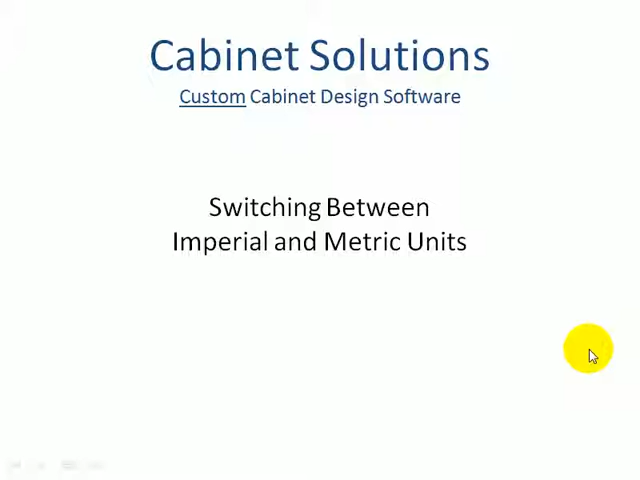 Cabinet Solutions
Custom Cabinet Design Software
Switching Between
Imperial and Metric Units